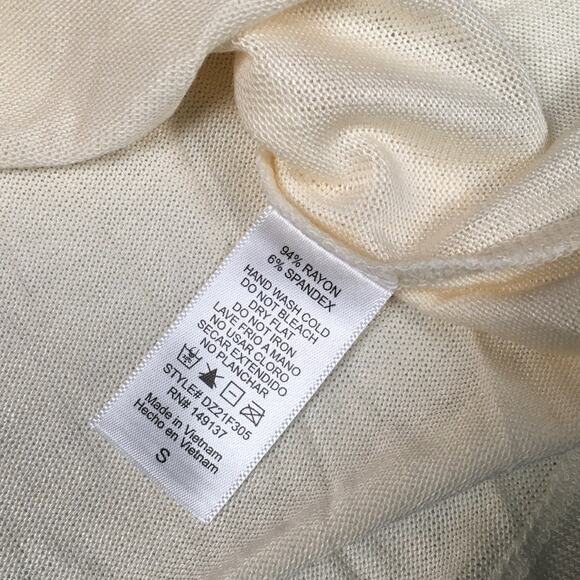 94% RAYON
6% SPANDEX
HAND WASH COLD
DO NOT BLEACH
DRY FLAT
DO NOT IRON
LAVE FRIO A MANO
NO USAR CLORO
SECAR EXTENDIDO
NO PLANCHAR
STYLE# DZ21F305
RN# 149137
Made in Vietnam
Hecho en Vietnam
S